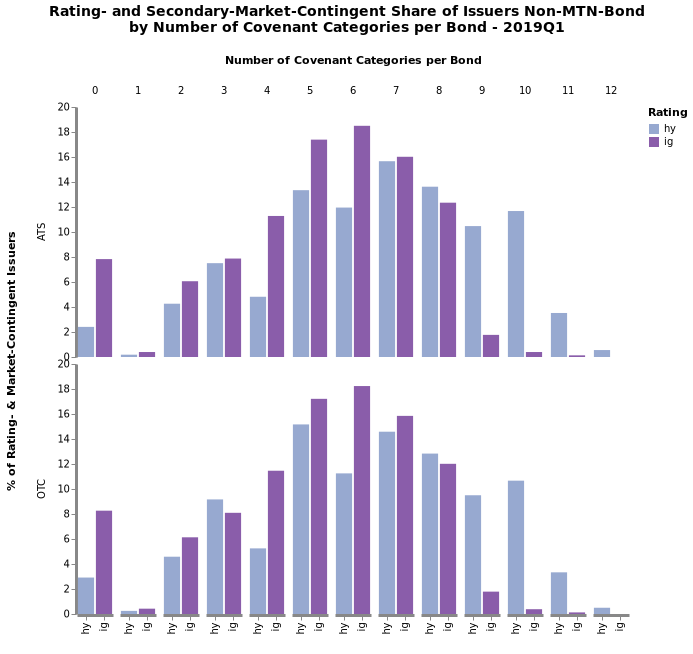 Rating- and Secondary-Market-Contingent Share of Issuers Non-MTN-Bond
by Number of Covenant Categories per Bond - 2019Q1
Number of Covenant Categories per Bond
0 1 2 3 4 5 6 7 8 9 10 11 12
Rating
hy
ig
% of Rating- & Market-Contingent Issuers
ATS
20
18
16
14
12
10
8
6
4
2
0
OTC
20
18
16
14
12
10
8
6
4
2
0
hy ig hy ig hy ig hy ig hy ig hy ig hy ig hy ig hy ig hy ig hy ig hy ig hy ig